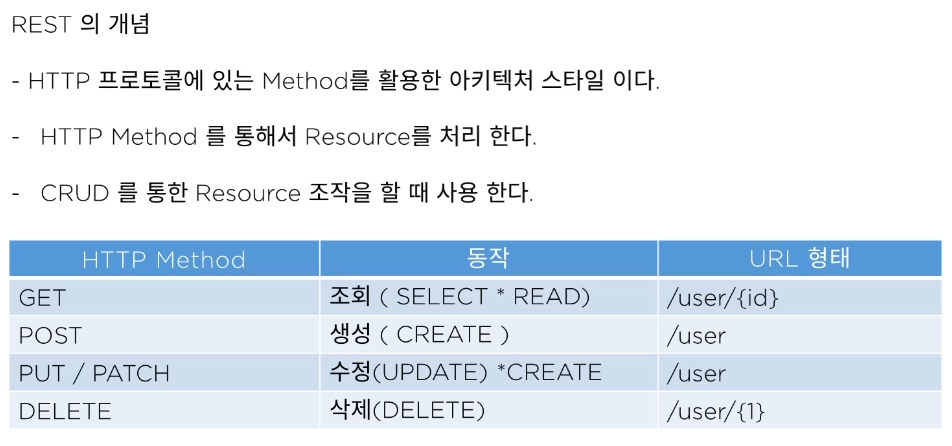 REST 의 개념
- HTTP 프로토콜에 있는 Method를 활용한 아키텍처 스타일 이다.
- HTTP Method 를 통해서 Resource를 처리 한다.
- CRUD 를 통한 Resource 조작을 할 때 사용 한다.
HTTP Method 동작 URL 형태
GET 조회 ( SELECT * READ) /user/{id}
POST 생성 ( CREATE ) /user
PUT / PATCH 수정(UPDATE) *CREATE /user
DELETE 삭제(DELETE) /user/{1}